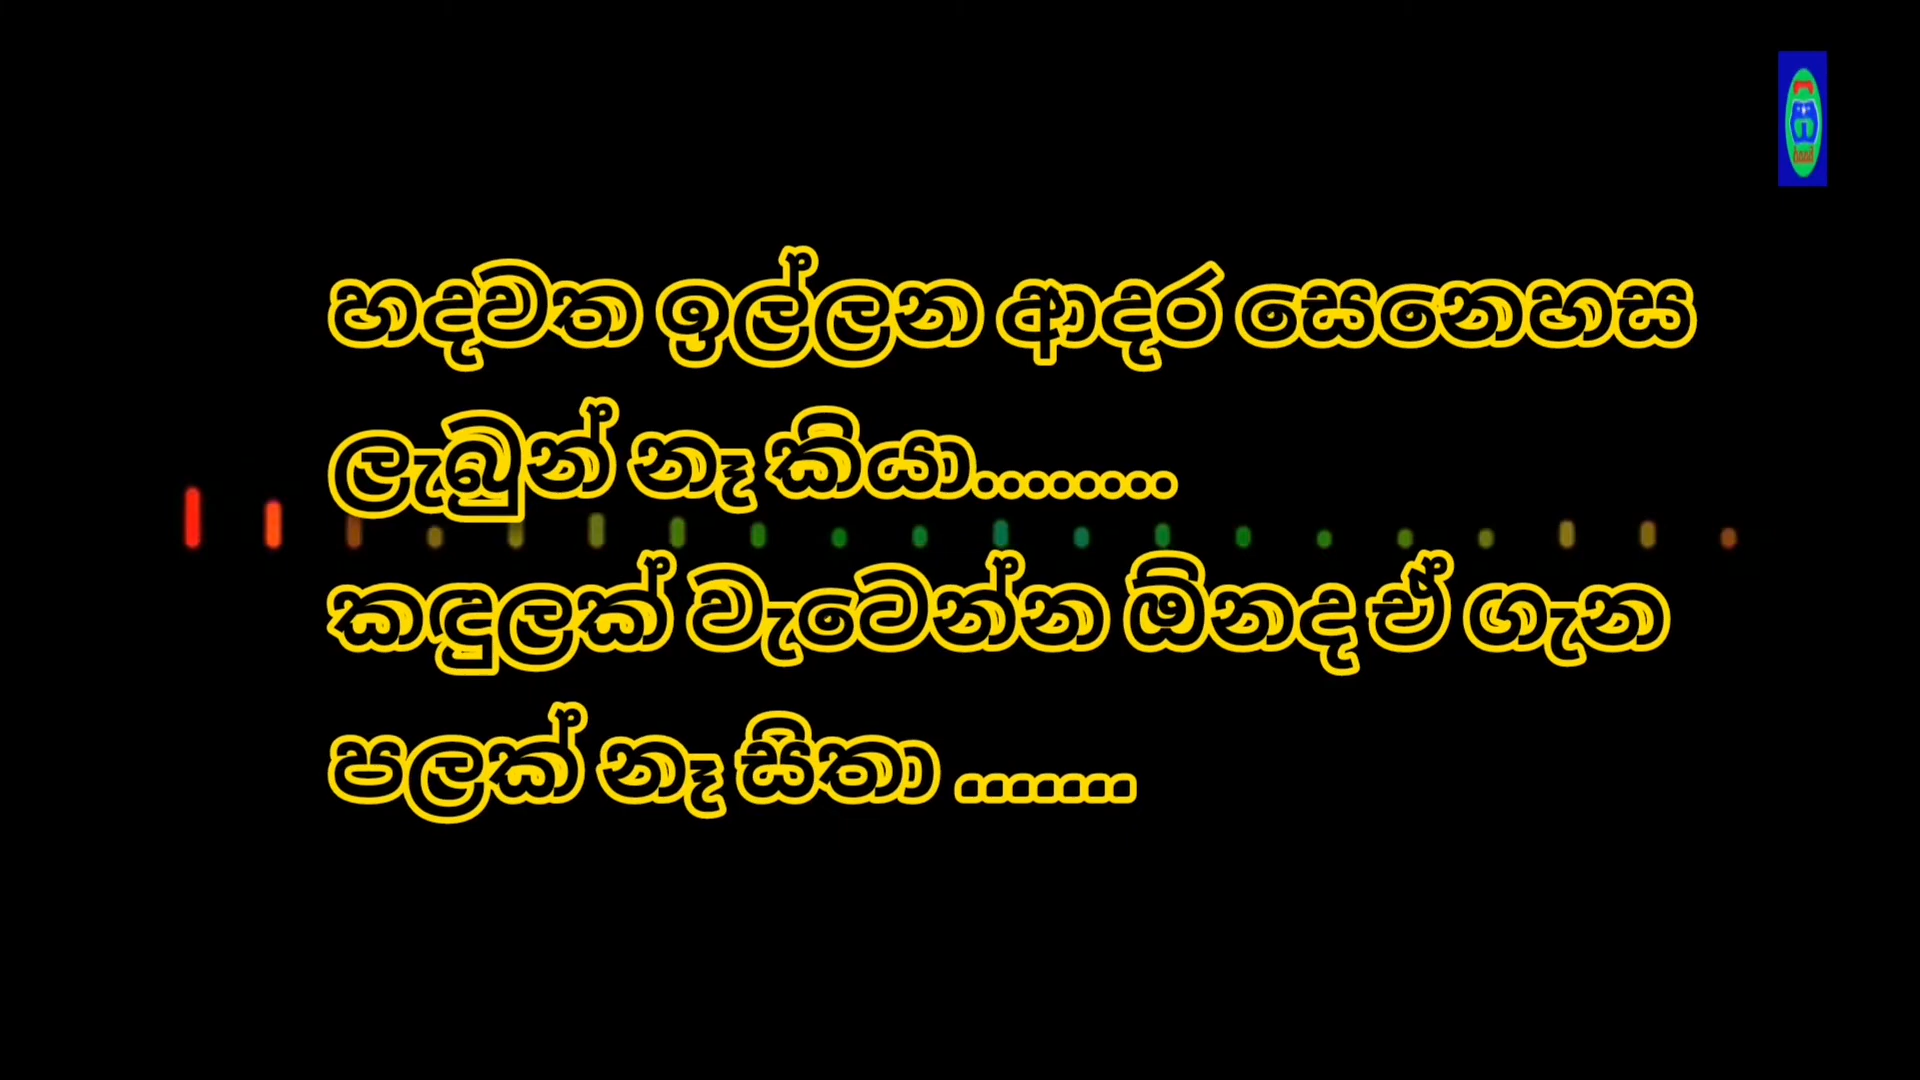 හදවත ඉල්ලන ආදර සෙනෙහස
ලැබුන් නෑ කියා.........
කඳුලක් වැටෙන්න ඕනද ඒ ගැන
පලක් නෑ සිතා .......